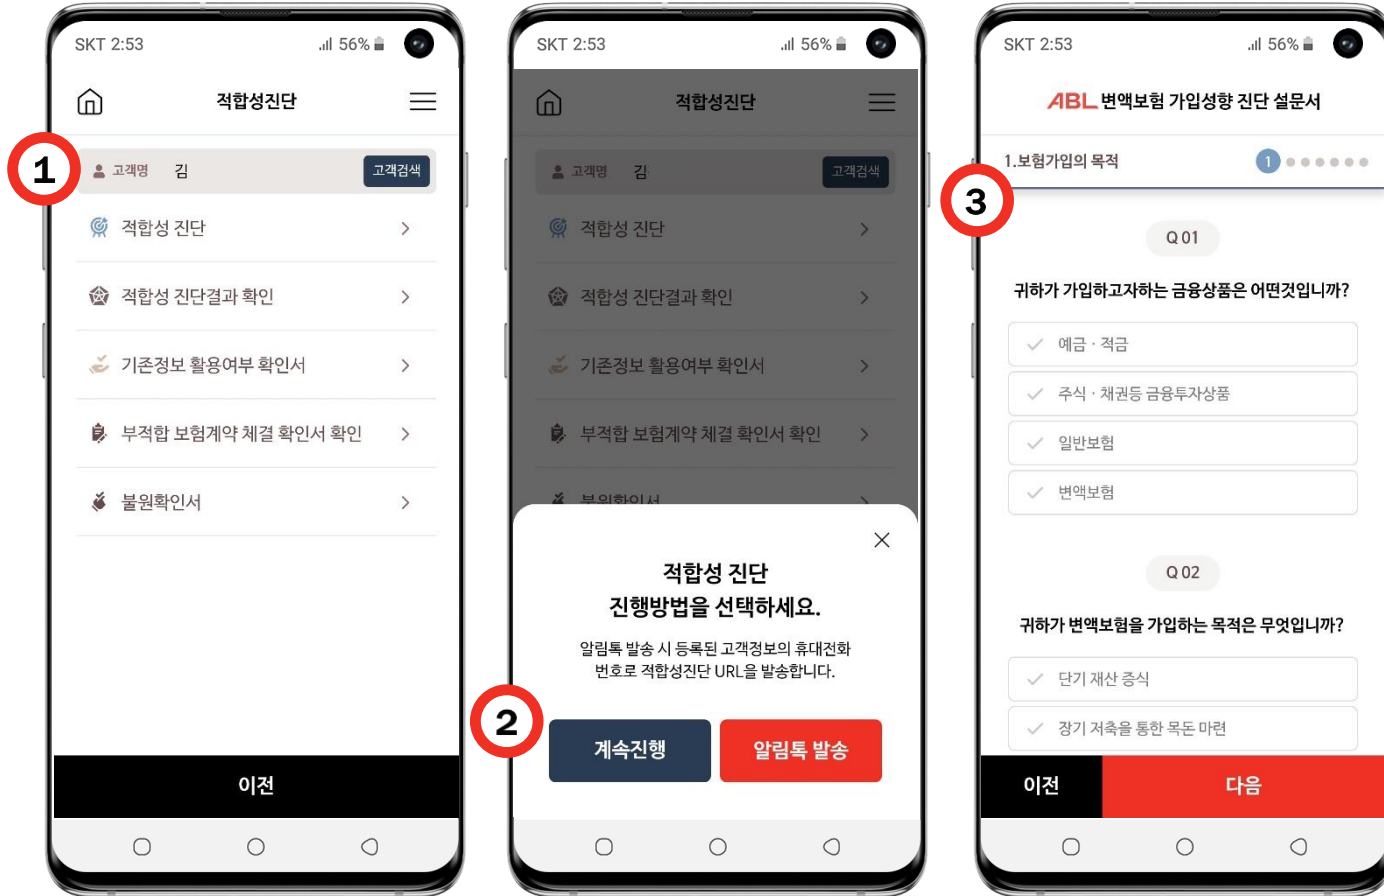 SKT 2:53
56%
적합성진단
1
고객명 김
고객검색
적합성 진단
적합성 진단결과 확인
기존정보 활용여부 확인서
부적합 보험계약 체결 확인서 확인
불원확인서
이전
SKT 2:53
56%
적합성진단
고객명 김
고객검색
적합성 진단
적합성 진단결과 확인
기존정보 활용여부 확인서
부적합 보험계약 체결 확인서 확인
불원확인서
적합성 진단
진행방법을 선택하세요.
알림톡 발송 시 등록된 고객정보의 휴대전화
번호로 적합성진단 URL을 발송합니다.
2
계속진행
알림톡 발송
SKT 2:53
56%
ABL 변액보험 가입성향 진단 설문서
1.보험가입의 목적
1
3
Q 01
귀하가 가입하고자하는 금융상품은 어떤것입니까?
예금 · 적금
주식 · 채권등 금융투자상품
일반보험
변액보험
Q 02
귀하가 변액보험을 가입하는 목적은 무엇입니까?
단기 재산 증식
장기 저축을 통한 목돈 마련
이전
다음